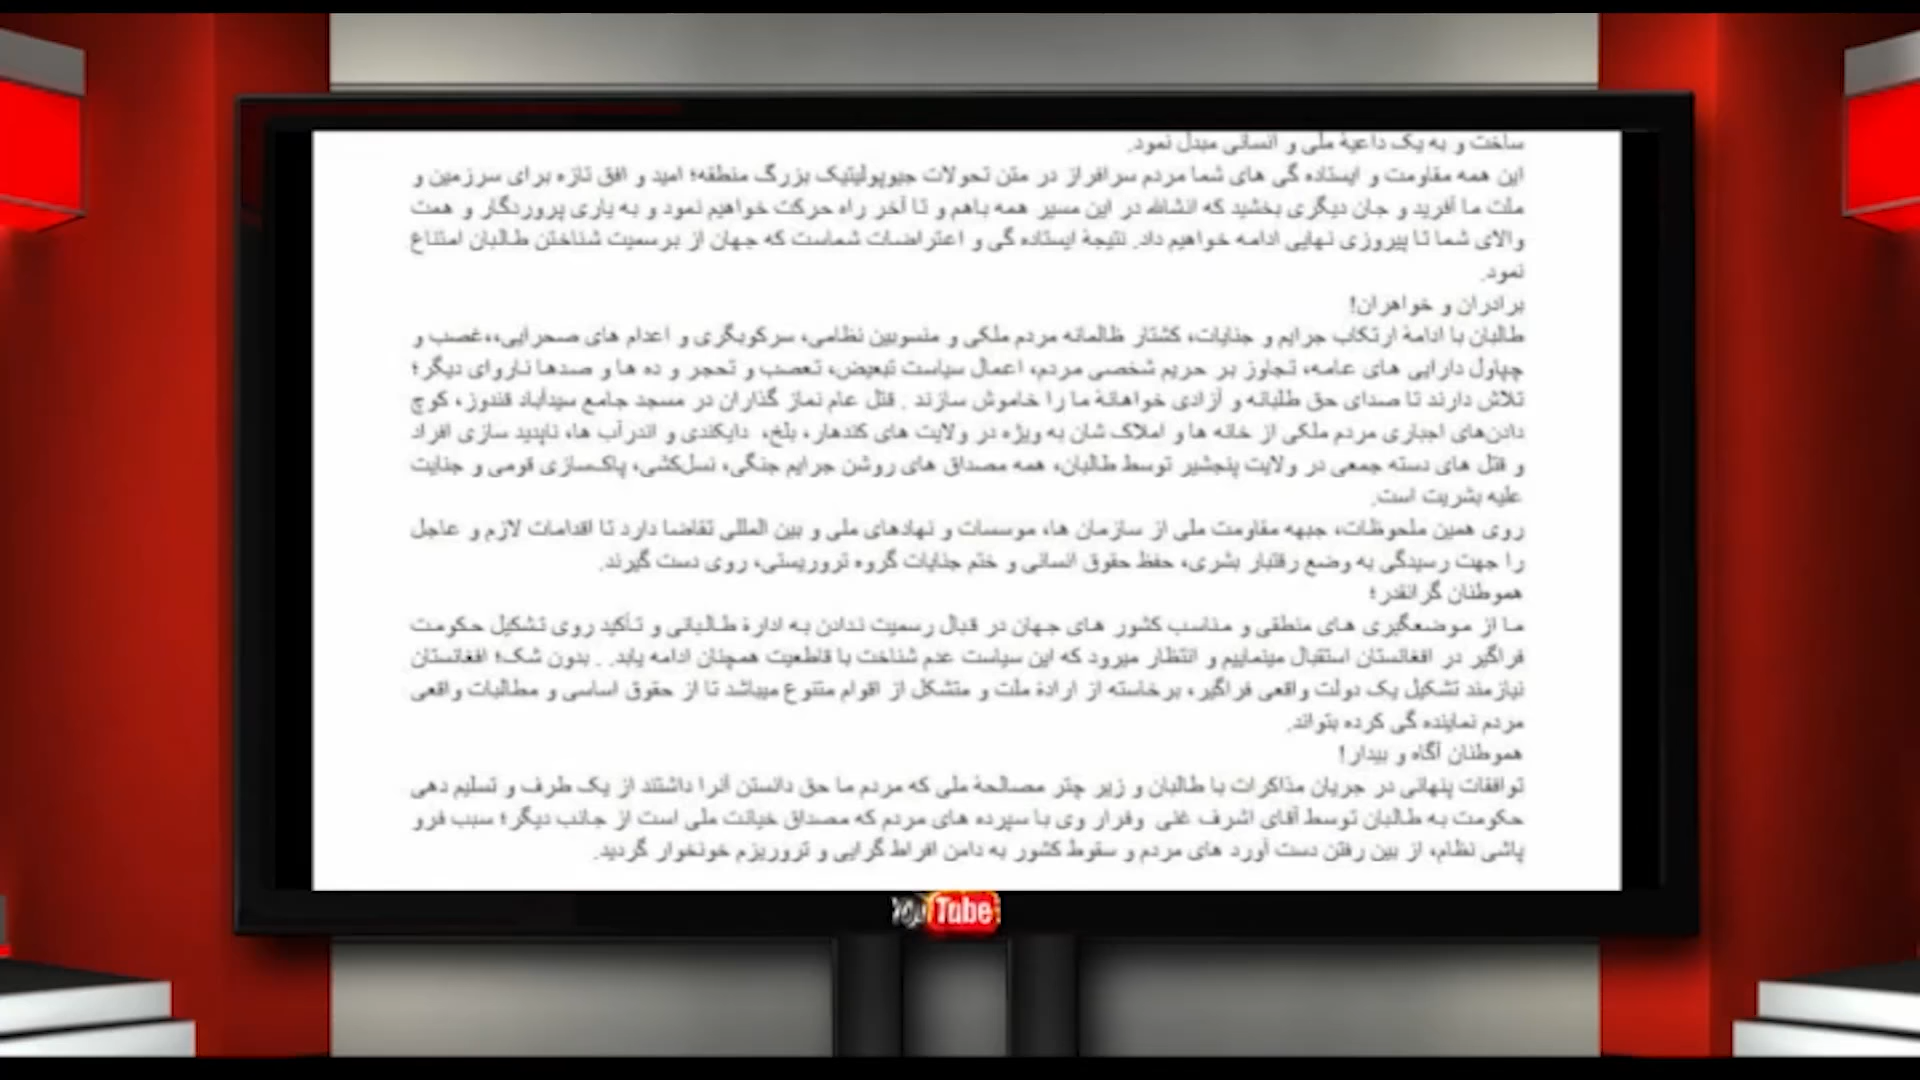 ساخت و به یک داعیهٔ ملی و انسانی مبدل نمود.
این همه مقاومت و ایستاده گی های شما مردم سرافراز در متن تحولات جیوپولیتیک بزرگ منطقه؛ امید و افق تازه برای سرزمین و
ملت ما آفرید و جان دیگری بخشید که انشالله در این مسیر همه باهم و تا آخر راه حرکت خواهیم نمود و به یاری پروردگار و همت
والای شما تا پیروزی نهایی ادامه خواهیم داد. نتیجهٔ ایستاده گی و اعتراضات شماست که جهان از برسمیت شناختن طالبان امتناع
نمود.
برادران و خواهران!
طالبان با ادامهٔ ارتکاب جرایم و جنایات، کشتار ظالمانه مردم ملکی و منسوبین نظامی، سرکوبگری و اعدام های صحرایی،،غصب و
چپاول دارایی های عامه، تجاوز بر حریم شخصی مردم، اعمال سیاست تبعیض، تعصب و تحجر و ده ها و صدها ناروای دیگر؛
تلاش دارند تا صدای حق طلبانه و آزادی خواهانهٔ ما را خاموش سازند . قتل عام نماز گذاران در مسجد جامع سیدآباد قندوز، کوچ
دادن‌های اجباری مردم ملکی از خانه ها و املاک شان به ویژه در ولایت های کندهار، بلخ، دایکندی و اندرآب ها، ناپدید سازی افراد
و قتل های دسته جمعی در ولایت پنجشیر توسط طالبان، همه مصداق های روشن جرایم جنگی، نسل‌کشی، پاک‌سازی قومی و جنایت
علیه بشریت است.
روی همین ملحوظات، جبهه مقاومت ملی از سازمان ها، موسسات و نهادهای ملی و بین المللی تقاضا دارد تا اقدامات لازم و عاجل
را جهت رسیدگی به وضع رقتبار بشری، حفظ حقوق انسانی و ختم جنایات گروه تروریستی، روی دست گیرند.
هموطنان گرانقدر؛
ما از موضعگیری های منطقی و مناسب کشور های جهان در قبال رسمیت ندادن به ادارهٔ طالبانی و تأکید روی تشکیل حکومت
فراگیر در افغانستان استقبال مینماییم و انتظار میرود که این سیاست عدم شناخت با قاطعیت همچنان ادامه یابد. . بدون شک؛ افغانستان
نیازمند تشکیل یک دولت واقعی فراگیر، برخاسته از ارادهٔ ملت و متشکل از اقوام متنوع میباشد تا از حقوق اساسی و مطالبات واقعی
مردم نماینده گی کرده بتواند.
هموطنان آگاه و بیدار!
توافقات پنهانی در جریان مذاکرات با طالبان و زیر چتر مصالحهٔ ملی که مردم ما حق دانستن آنرا داشتند از یک طرف و تسلیم دهی
حکومت به طالبان توسط آقای اشرف غنی وفرار وی با سپرده های مردم که مصداق خیانت ملی است از جانب دیگر؛ سبب فرو
پاشی نظام، از بین رفتن دست آورد های مردم و سقوط کشور به دامن افراط گرایی و تروریزم خونخوار گردید.
YouTube